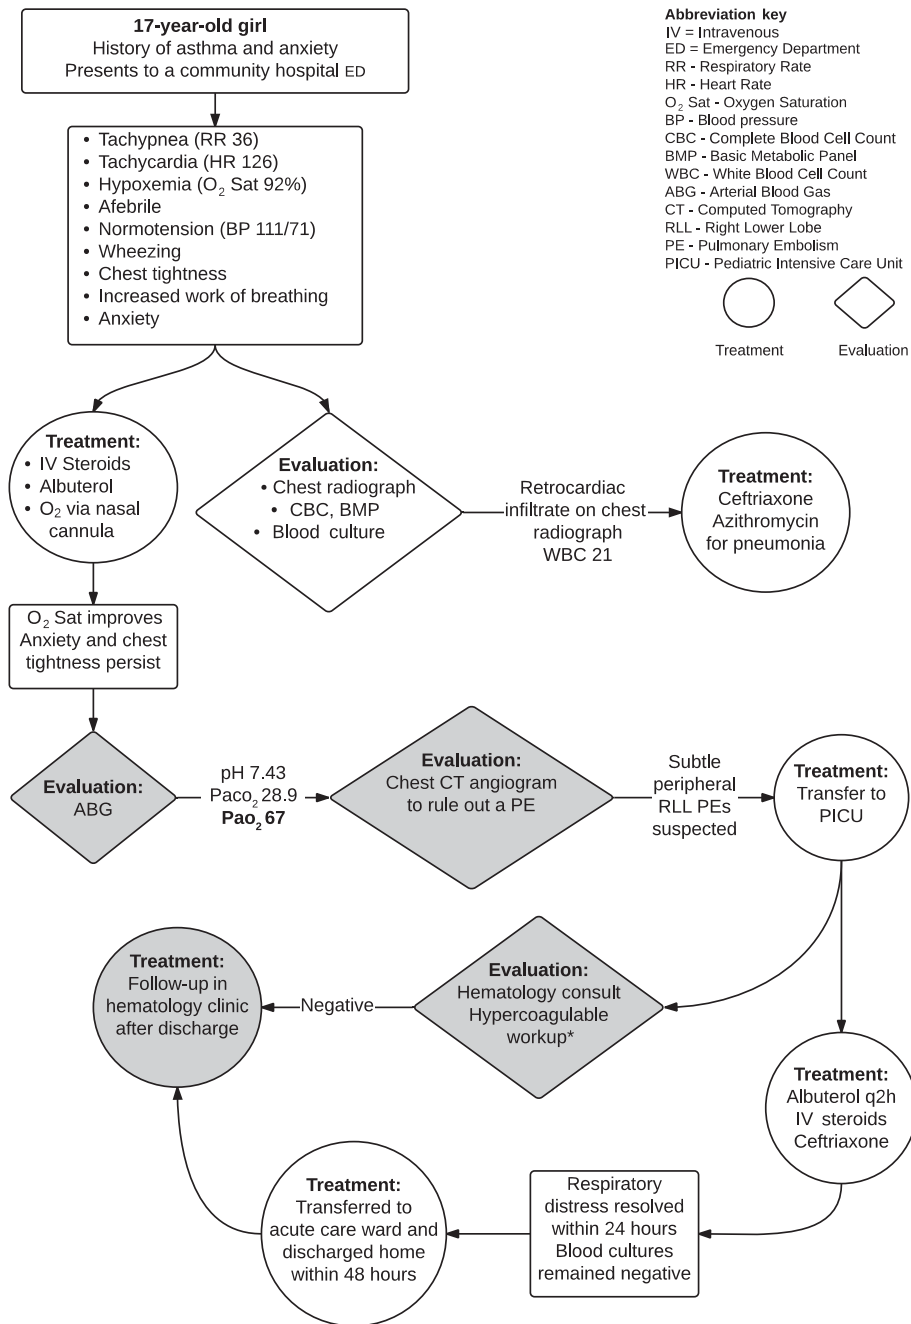 17-year-old girl
History of asthma and anxiety
Presents to a community hospital ED
Abbreviation key
IV = Intravenous
ED = Emergency Department
RR - Respiratory Rate
HR - Heart Rate
O₂ Sat - Oxygen Saturation
BP - Blood pressure
CBC - Complete Blood Cell Count
BMP - Basic Metabolic Panel
WBC - White Blood Cell Count
ABG - Arterial Blood Gas
CT - Computed Tomography
RLL - Right Lower Lobe
PE - Pulmonary Embolism
PICU - Pediatric Intensive Care Unit
Treatment
Evaluation
• Tachypnea (RR 36)
• Tachycardia (HR 126)
• Hypoxemia (O₂ Sat 92%)
• Afebrile
• Normotension (BP 111/71)
• Wheezing
• Chest tightness
• Increased work of breathing
• Anxiety
Treatment:
• IV Steroids
• Albuterol
• O₂ via nasal
cannula
Evaluation:
• Chest radiograph
• CBC, BMP
• Blood culture
Retrocardiac
infiltrate on chest
radiograph
WBC 21
Treatment:
Ceftriaxone
Azithromycin
for pneumonia
O₂ Sat improves
Anxiety and chest
tightness persist
Evaluation:
ABG
pH 7.43
Paco₂ 28.9
Pao₂ 67
Evaluation:
Chest CT angiogram
to rule out a PE
Subtle
peripheral
RLL PEs
suspected
Treatment:
Transfer to
PICU
Evaluation:
Hematology consult
Hypercoagulable
workup*
Negative
Treatment:
Follow-up in
hematology clinic
after discharge
Treatment:
Albuterol q2h
IV steroids
Ceftriaxone
Respiratory
distress resolved
within 24 hours
Blood cultures
remained negative
Treatment:
Transferred to
acute care ward and
discharged home
within 48 hours